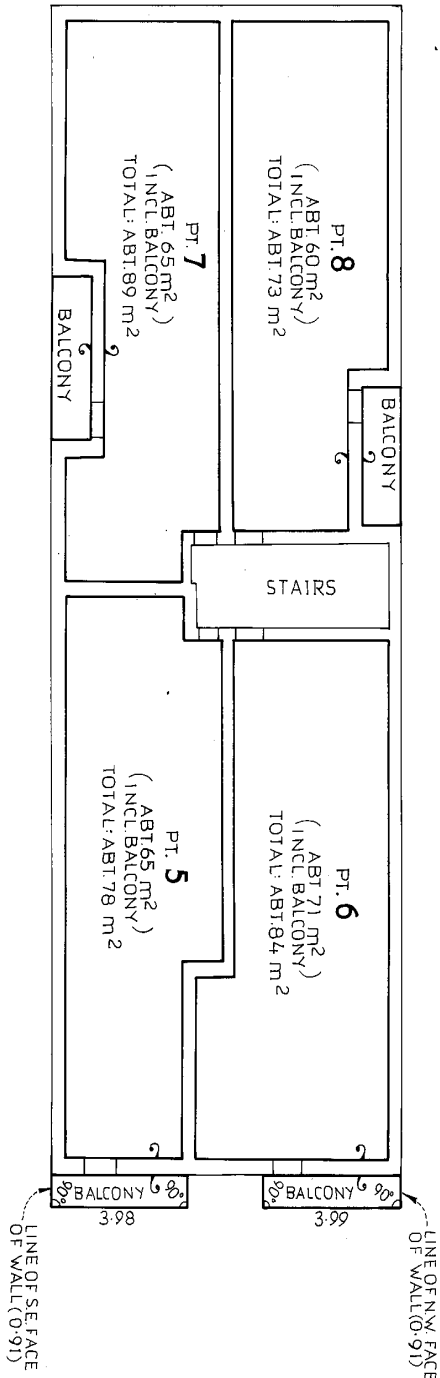 PT. 8
( ABT. 60 m² )
( INCL. BALCONY )
TOTAL: ABT. 73 m²
PT. 7
( ABT. 65 m² )
( INCL. BALCONY )
TOTAL: ABT. 89 m²
BALCONY
BALCONY
STAIRS
PT. 6
( ABT 71 m² )
( INCL. BALCONY )
TOTAL: ABT. 84 m²
PT. 5
( ABT. 65 m² )
( INCL. BALCONY )
TOTAL: ABT. 78 m²
90° BALCONY 90°
3·98
BALCONY 90°
90°
3·99
LINE OF S.E. FACE
OF WALL (0·91)
LINE OF N.W. FACE
OF WALL (0·91)